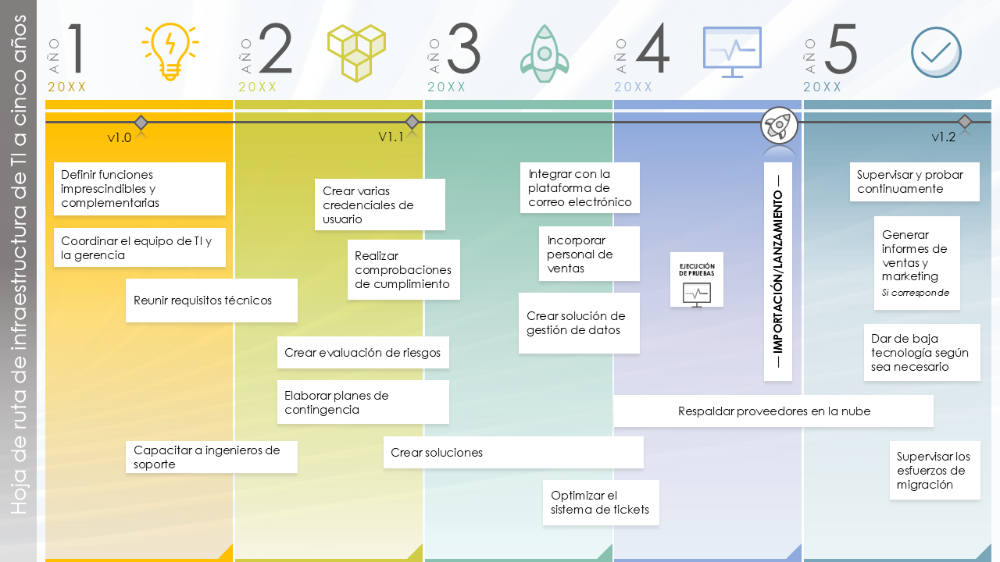 Hoja de ruta de infraestructura de TI a cinco años
AÑO 1
20XX
AÑO 2
20XX
AÑO 3
20XX
AÑO 4
20XX
AÑO 5
20XX
v1.0
V1.1
v1.2
Definir funciones
imprescindibles y
complementarias
Coordinar el equipo de TI y
la gerencia
Reunir requisitos técnicos
Capacitar a ingenieros de
soporte
Crear varias
credenciales de
usuario
Realizar
comprobaciones
de cumplimiento
Crear evaluación de riesgos
Elaborar planes de
contingencia
Crear soluciones
Integrar con la
plataforma de
correo electrónico
Incorporar
personal de
ventas
Crear solución de
gestión de datos
Optimizar el
sistema de tickets
EJECUCIÓN
DE PRUEBAS
— IMPORTACIÓN/LANZAMIENTO —
Respaldar proveedores en la nube
Supervisar y probar
continuamente
Generar
informes de
ventas y
marketing
Si corresponde
Dar de baja
tecnología según
sea necesario
Supervisar los
esfuerzos de
migración